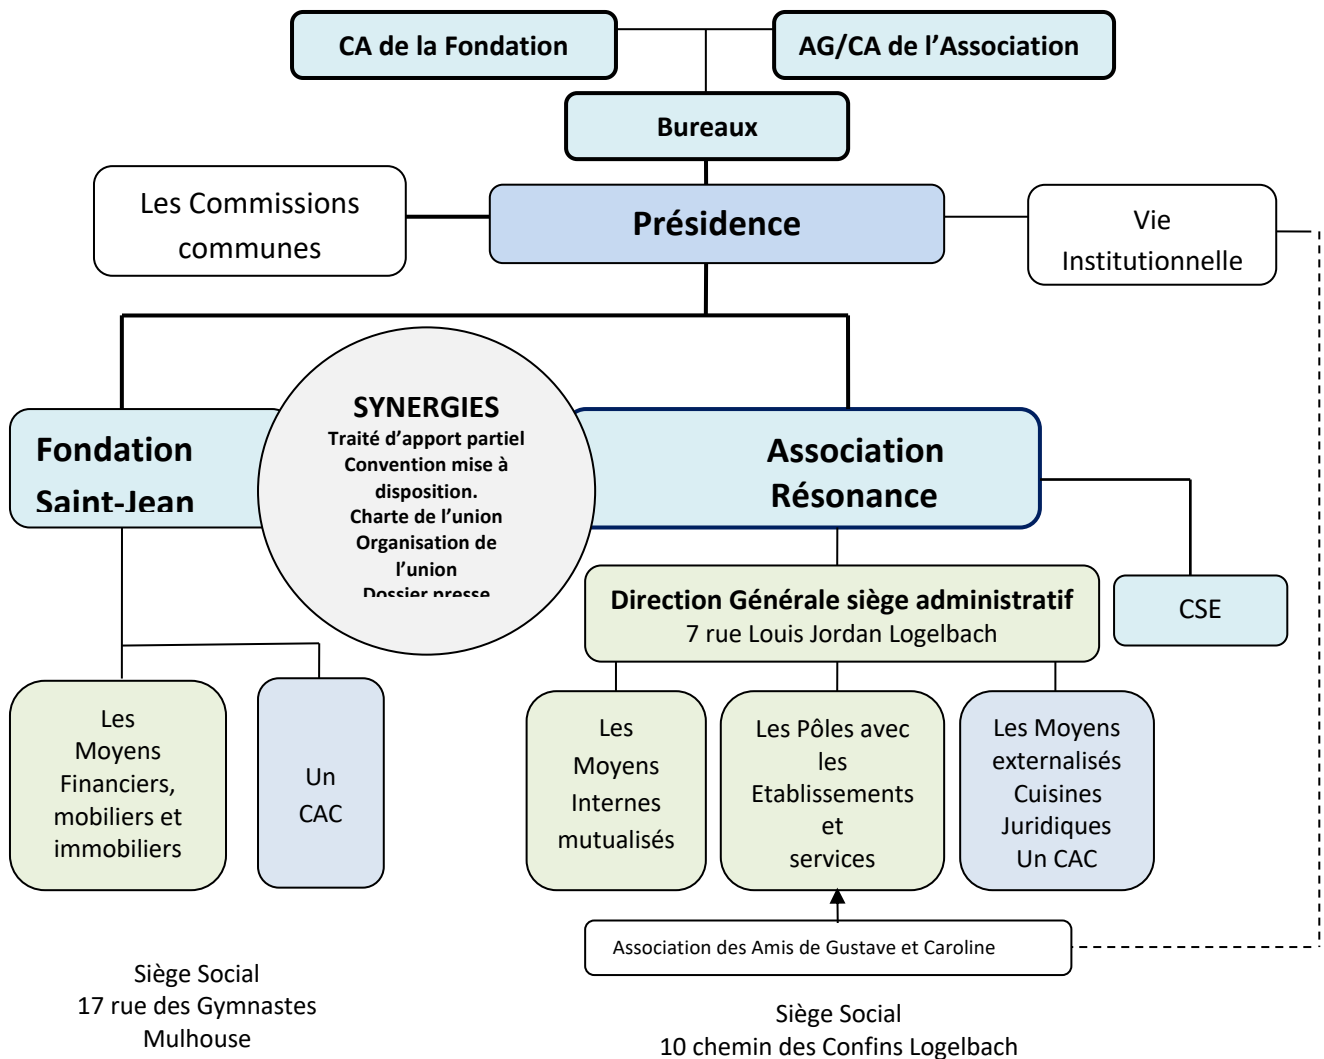 CA de la Fondation
AG/CA de l’Association
Bureaux
Les Commissions
communes
Présidence
Vie
Institutionnelle
Fondation
Saint-Jean
SYNERGIES
Traité d’apport partiel
Convention mise à
disposition.
Charte de l’union
Organisation de
l’union
Dossier presse
Association
Résonance
Direction Générale siège administratif
7 rue Louis Jordan Logelbach
CSE
Les
Moyens
Financiers,
mobiliers et
immobiliers
Un
CAC
Les
Moyens
Internes
mutualisés
Les Pôles avec
les
Etablissements
et
services
Les Moyens
externalisés
Cuisines
Juridiques
Un CAC
Association des Amis de Gustave et Caroline
Siège Social
17 rue des Gymnastes
Mulhouse
Siège Social
10 chemin des Confins Logelbach